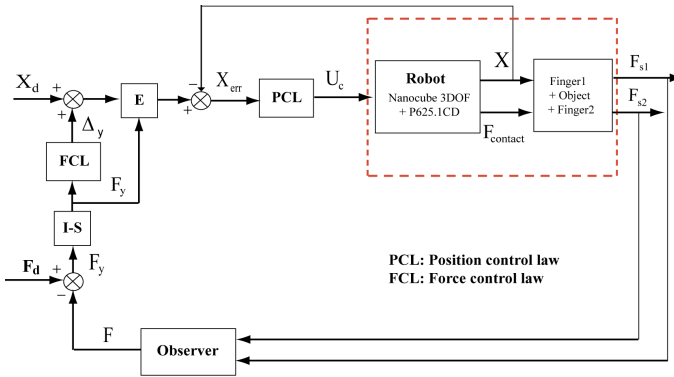 X_d
+
+
Δ_y
FCL
F_y
I-S
F_d
+
−
F_y
F
E
−
+
X_err
PCL
U_c
Robot
Nanocube 3DOF
+ P625.1CD
X
F_contact
Finger1
+ Object
+ Finger2
F_s1
F_s2
PCL: Position control law
FCL: Force control law
Observer